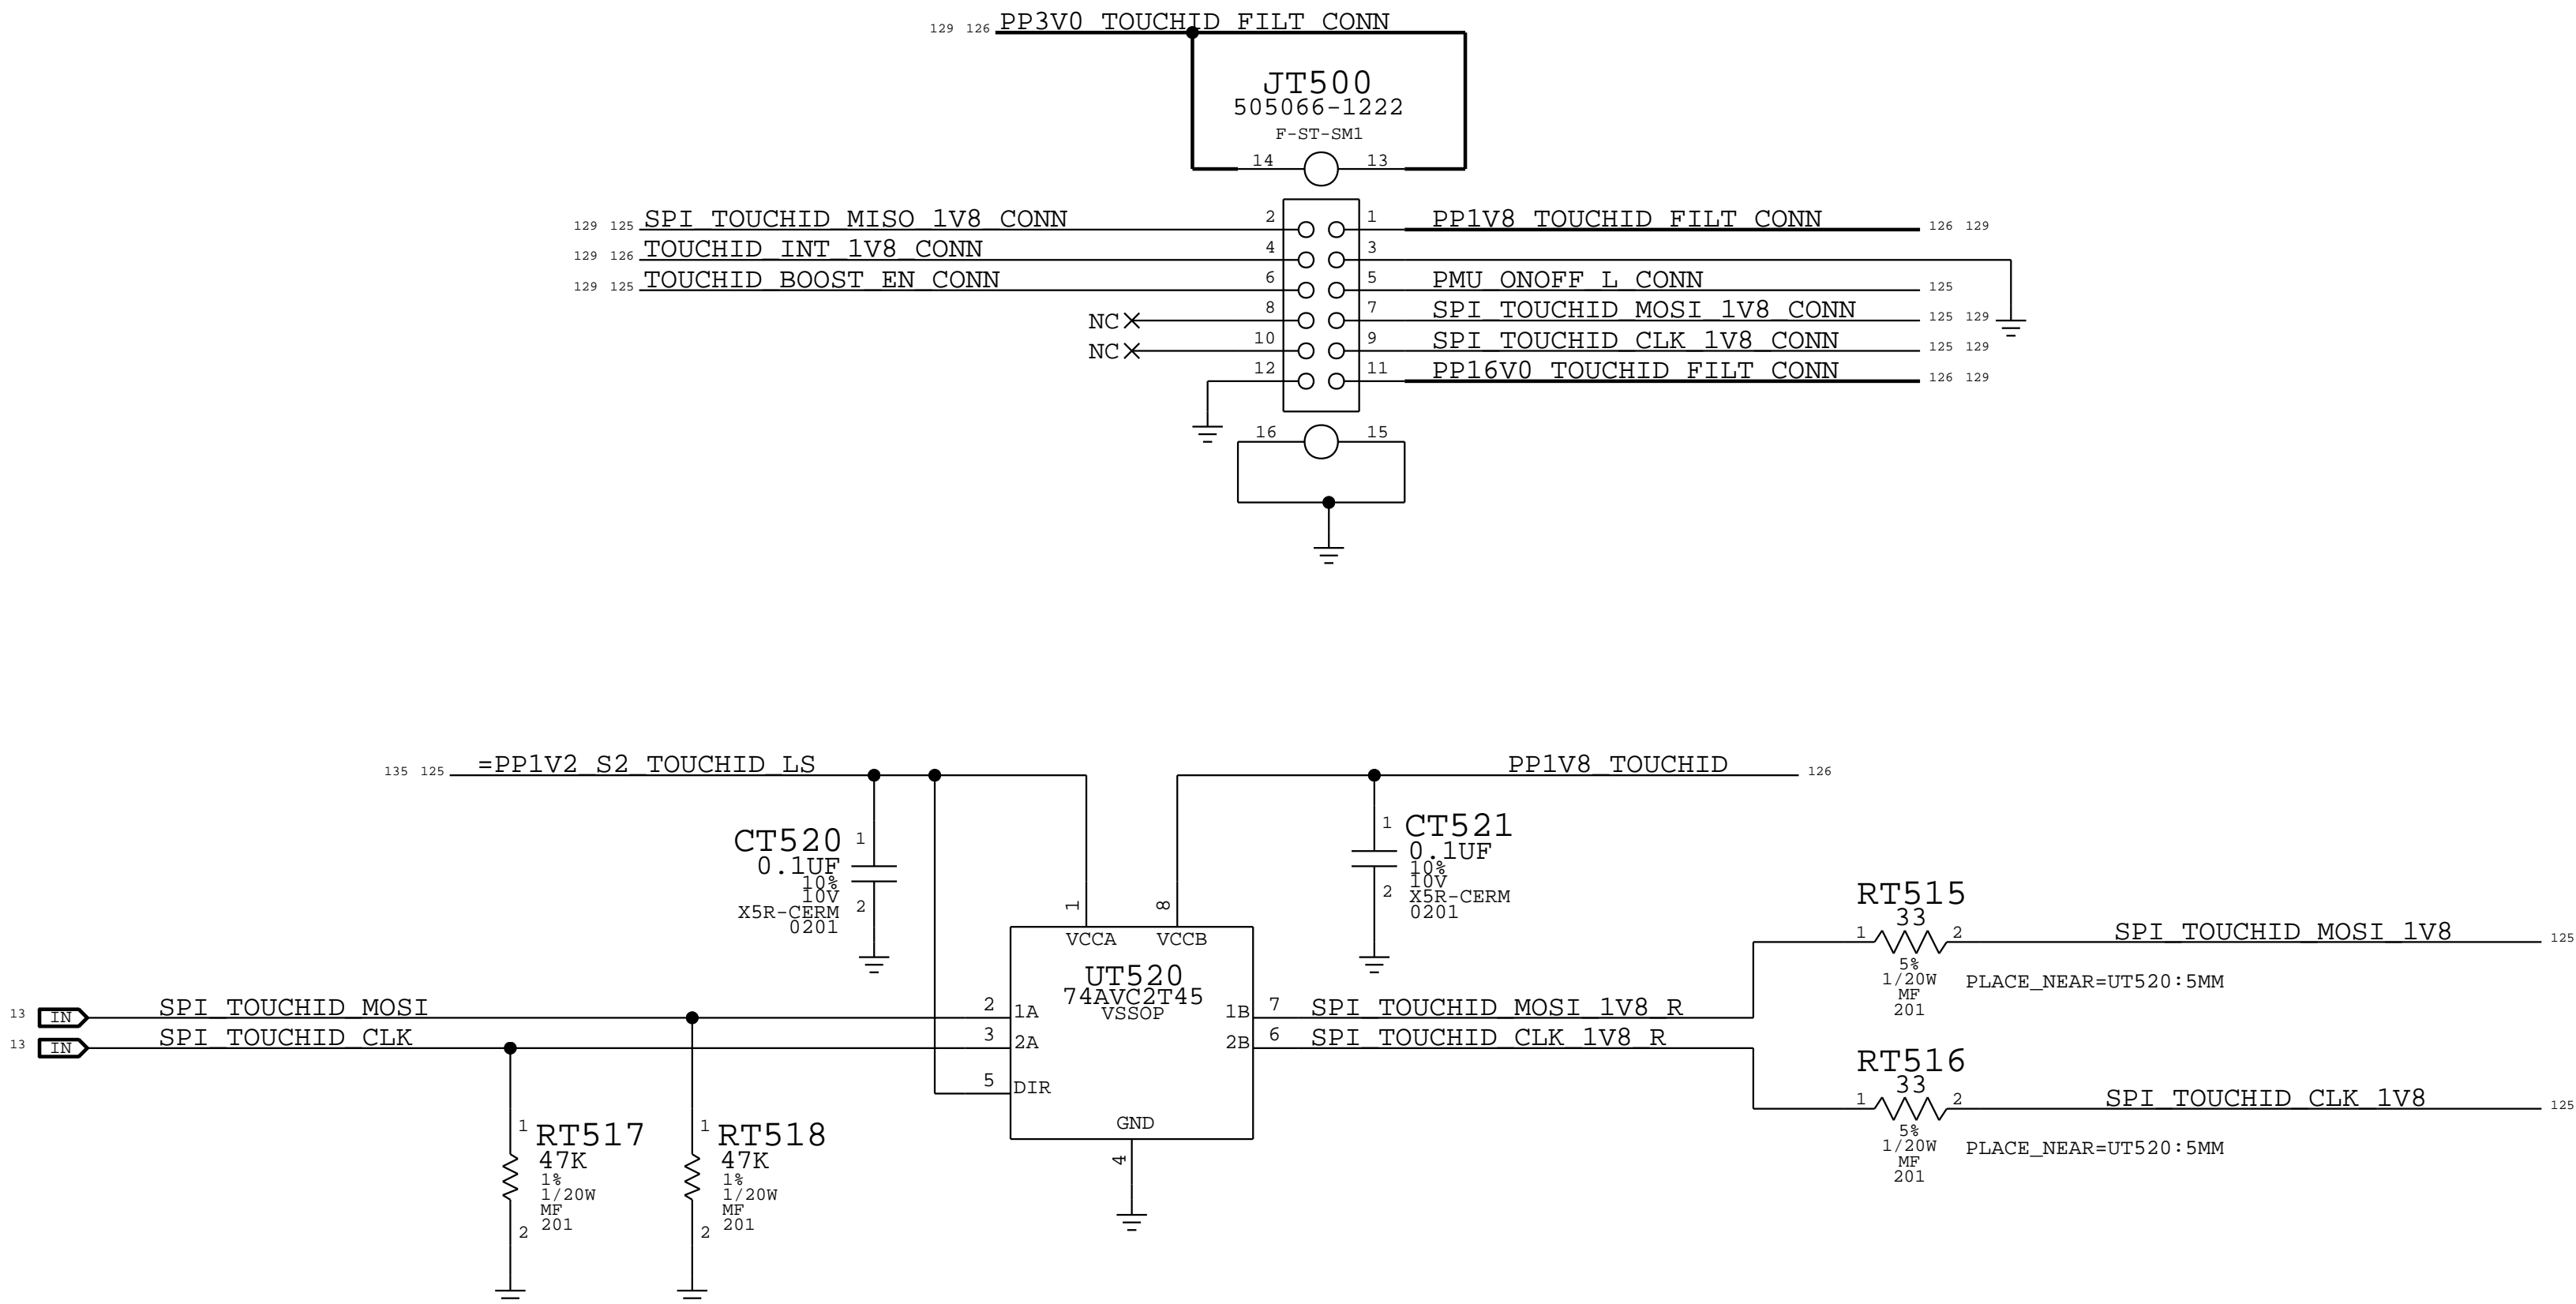 129 126 PP3V0_TOUCHID_FILT_CONN
JT500
505066-1222
F-ST-SM1
14 13
129 125 SPI_TOUCHID_MISO_1V8_CONN 2 1 PP1V8_TOUCHID_FILT_CONN 126 129
129 126 TOUCHID_INT_1V8_CONN 4 3
129 125 TOUCHID_BOOST_EN_CONN 6 5 PMU_ONOFF_L_CONN 125
NC 8 7 SPI_TOUCHID_MOSI_1V8_CONN 125 129
NC 10 9 SPI_TOUCHID_CLK_1V8_CONN 125 129
12 11 PP16V0_TOUCHID_FILT_CONN 126 129
16 15
135 125 =PP1V2_S2_TOUCHID_LS
PP1V8_TOUCHID 126
CT520 1
0.1UF
10%
10V
X5R-CERM 2
0201
1 CT521
0.1UF
10%
2 10V
X5R-CERM
0201
1 8
VCCA VCCB
UT520
74AVC2T45
VSSOP
13 IN SPI_TOUCHID_MOSI 2 1A 1B 7 SPI_TOUCHID_MOSI_1V8_R
13 IN SPI_TOUCHID_CLK 3 2A 2B 6 SPI_TOUCHID_CLK_1V8_R
5 DIR
GND
4
RT515
33
1 2 SPI_TOUCHID_MOSI_1V8 125
5%
1/20W PLACE_NEAR=UT520:5MM
MF
201
RT516
33
1 2 SPI_TOUCHID_CLK_1V8 125
5%
1/20W PLACE_NEAR=UT520:5MM
MF
201
1 RT517
47K
1%
1/20W
MF
201
2
1 RT518
47K
1%
1/20W
MF
201
2